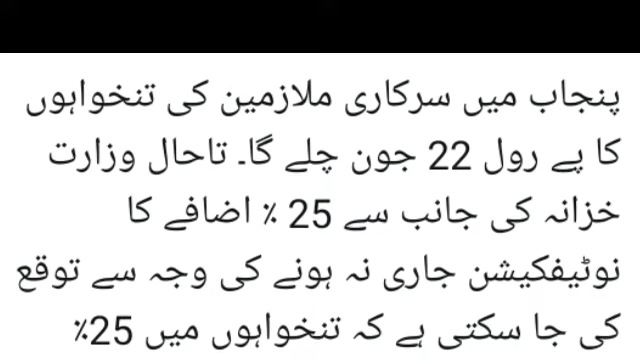 پنجاب میں سرکاری ملازمین کی تنخواہوں
کا پے رول 22 جون چلے گا۔ تاحال وزارت
خزانہ کی جانب سے 25 ٪ اضافے کا
نوٹیفکیشن جاری نہ ہونے کی وجہ سے توقع
کی جا سکتی ہے کہ تنخواہوں میں 25٪